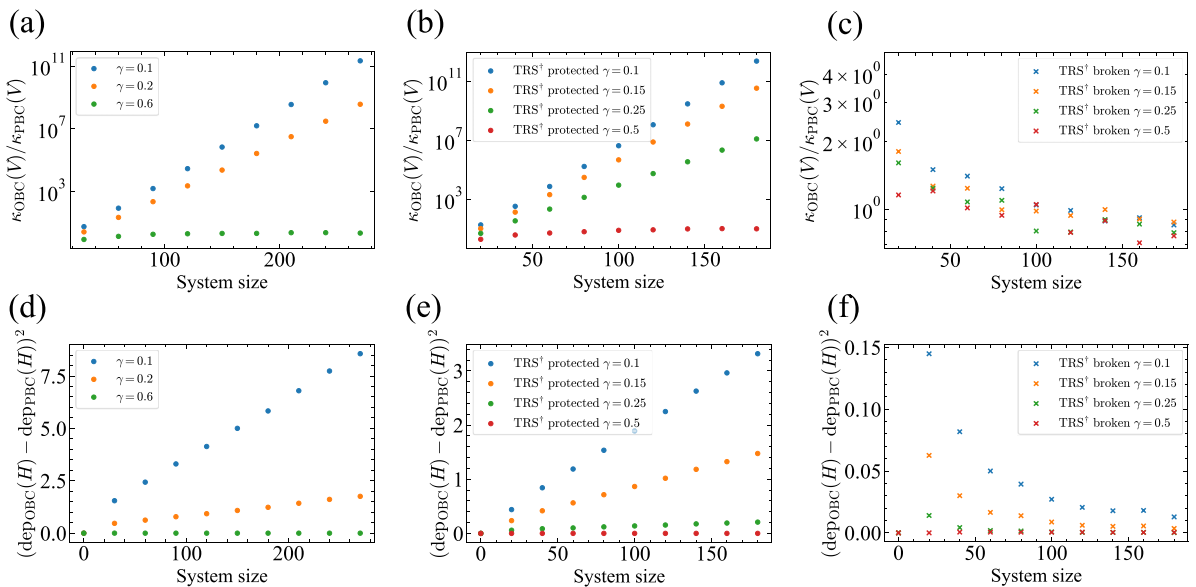 (a)
κ_OBC(V)/κ_PBC(V)
10^11
10^7
10^3
γ = 0.1
γ = 0.2
γ = 0.6
100 200
System size
(b)
κ_OBC(V)/κ_PBC(V)
10^11
10^7
10^3
TRS† protected γ = 0.1
TRS† protected γ = 0.15
TRS† protected γ = 0.25
TRS† protected γ = 0.5
50 100 150
System size
(c)
κ_OBC(V)/κ_PBC(V)
4 × 10^0
3 × 10^0
2 × 10^0
10^0
TRS† broken γ = 0.1
TRS† broken γ = 0.15
TRS† broken γ = 0.25
TRS† broken γ = 0.5
50 100 150
System size
(d)
(dep_OBC(H) − dep_PBC(H))^2
7.5
5.0
2.5
0.0
γ = 0.1
γ = 0.2
γ = 0.6
0 100 200
System size
(e)
(dep_OBC(H) − dep_PBC(H))^2
3
2
1
0
TRS† protected γ = 0.1
TRS† protected γ = 0.15
TRS† protected γ = 0.25
TRS† protected γ = 0.5
0 50 100 150
System size
(f)
(dep_OBC(H) − dep_PBC(H))^2
0.15
0.10
0.05
0.00
TRS† broken γ = 0.1
TRS† broken γ = 0.15
TRS† broken γ = 0.25
TRS† broken γ = 0.5
0 50 100 150
System size